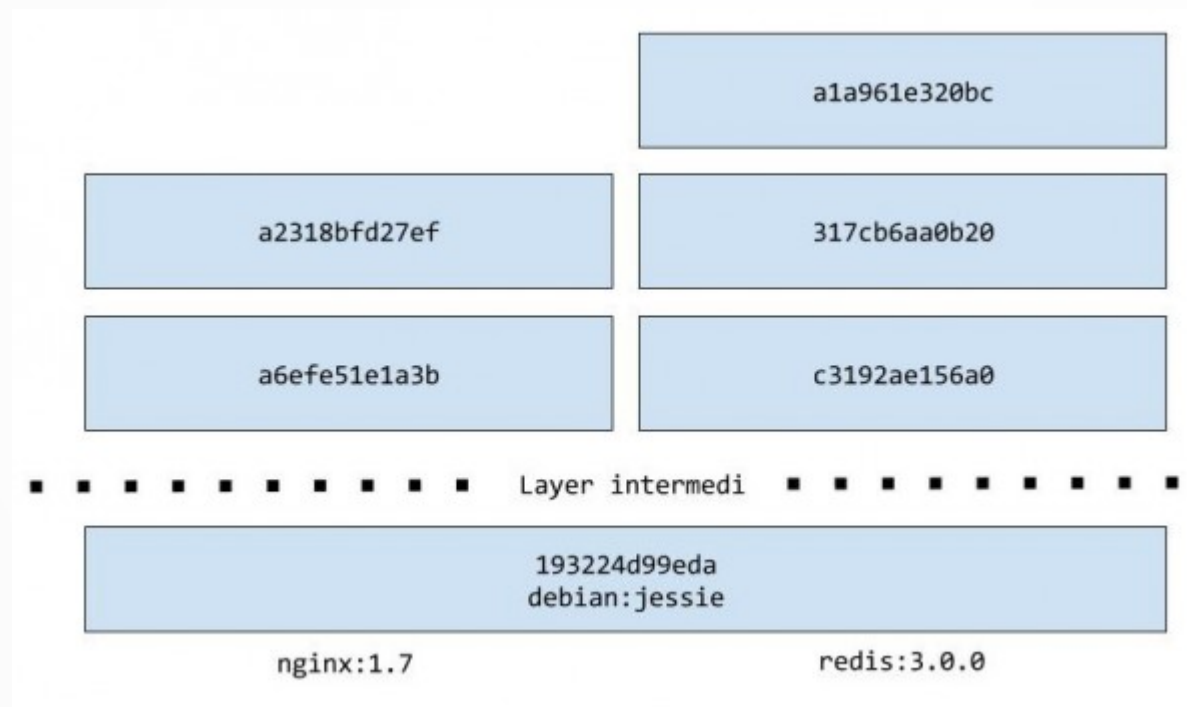 a1a961e320bc
a2318bfd27ef
317cb6aa0b20
a6efe51e1a3b
c3192ae156a0
Layer intermedi
193224d99eda
debian:jessie
nginx:1.7
redis:3.0.0